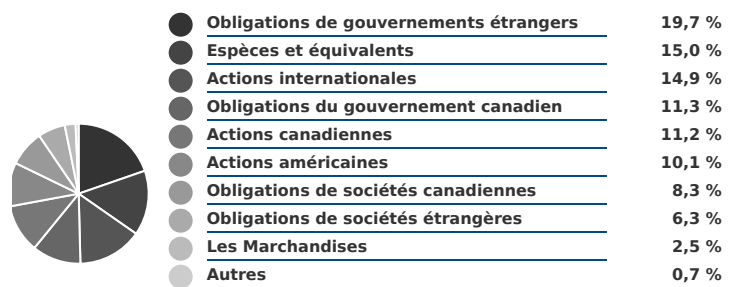 Obligations de gouvernements étrangers 19,7 %
Espèces et équivalents 15,0 %
Actions internationales 14,9 %
Obligations du gouvernement canadien 11,3 %
Actions canadiennes 11,2 %
Actions américaines 10,1 %
Obligations de sociétés canadiennes 8,3 %
Obligations de sociétés étrangères 6,3 %
Les Marchandises 2,5 %
Autres 0,7 %